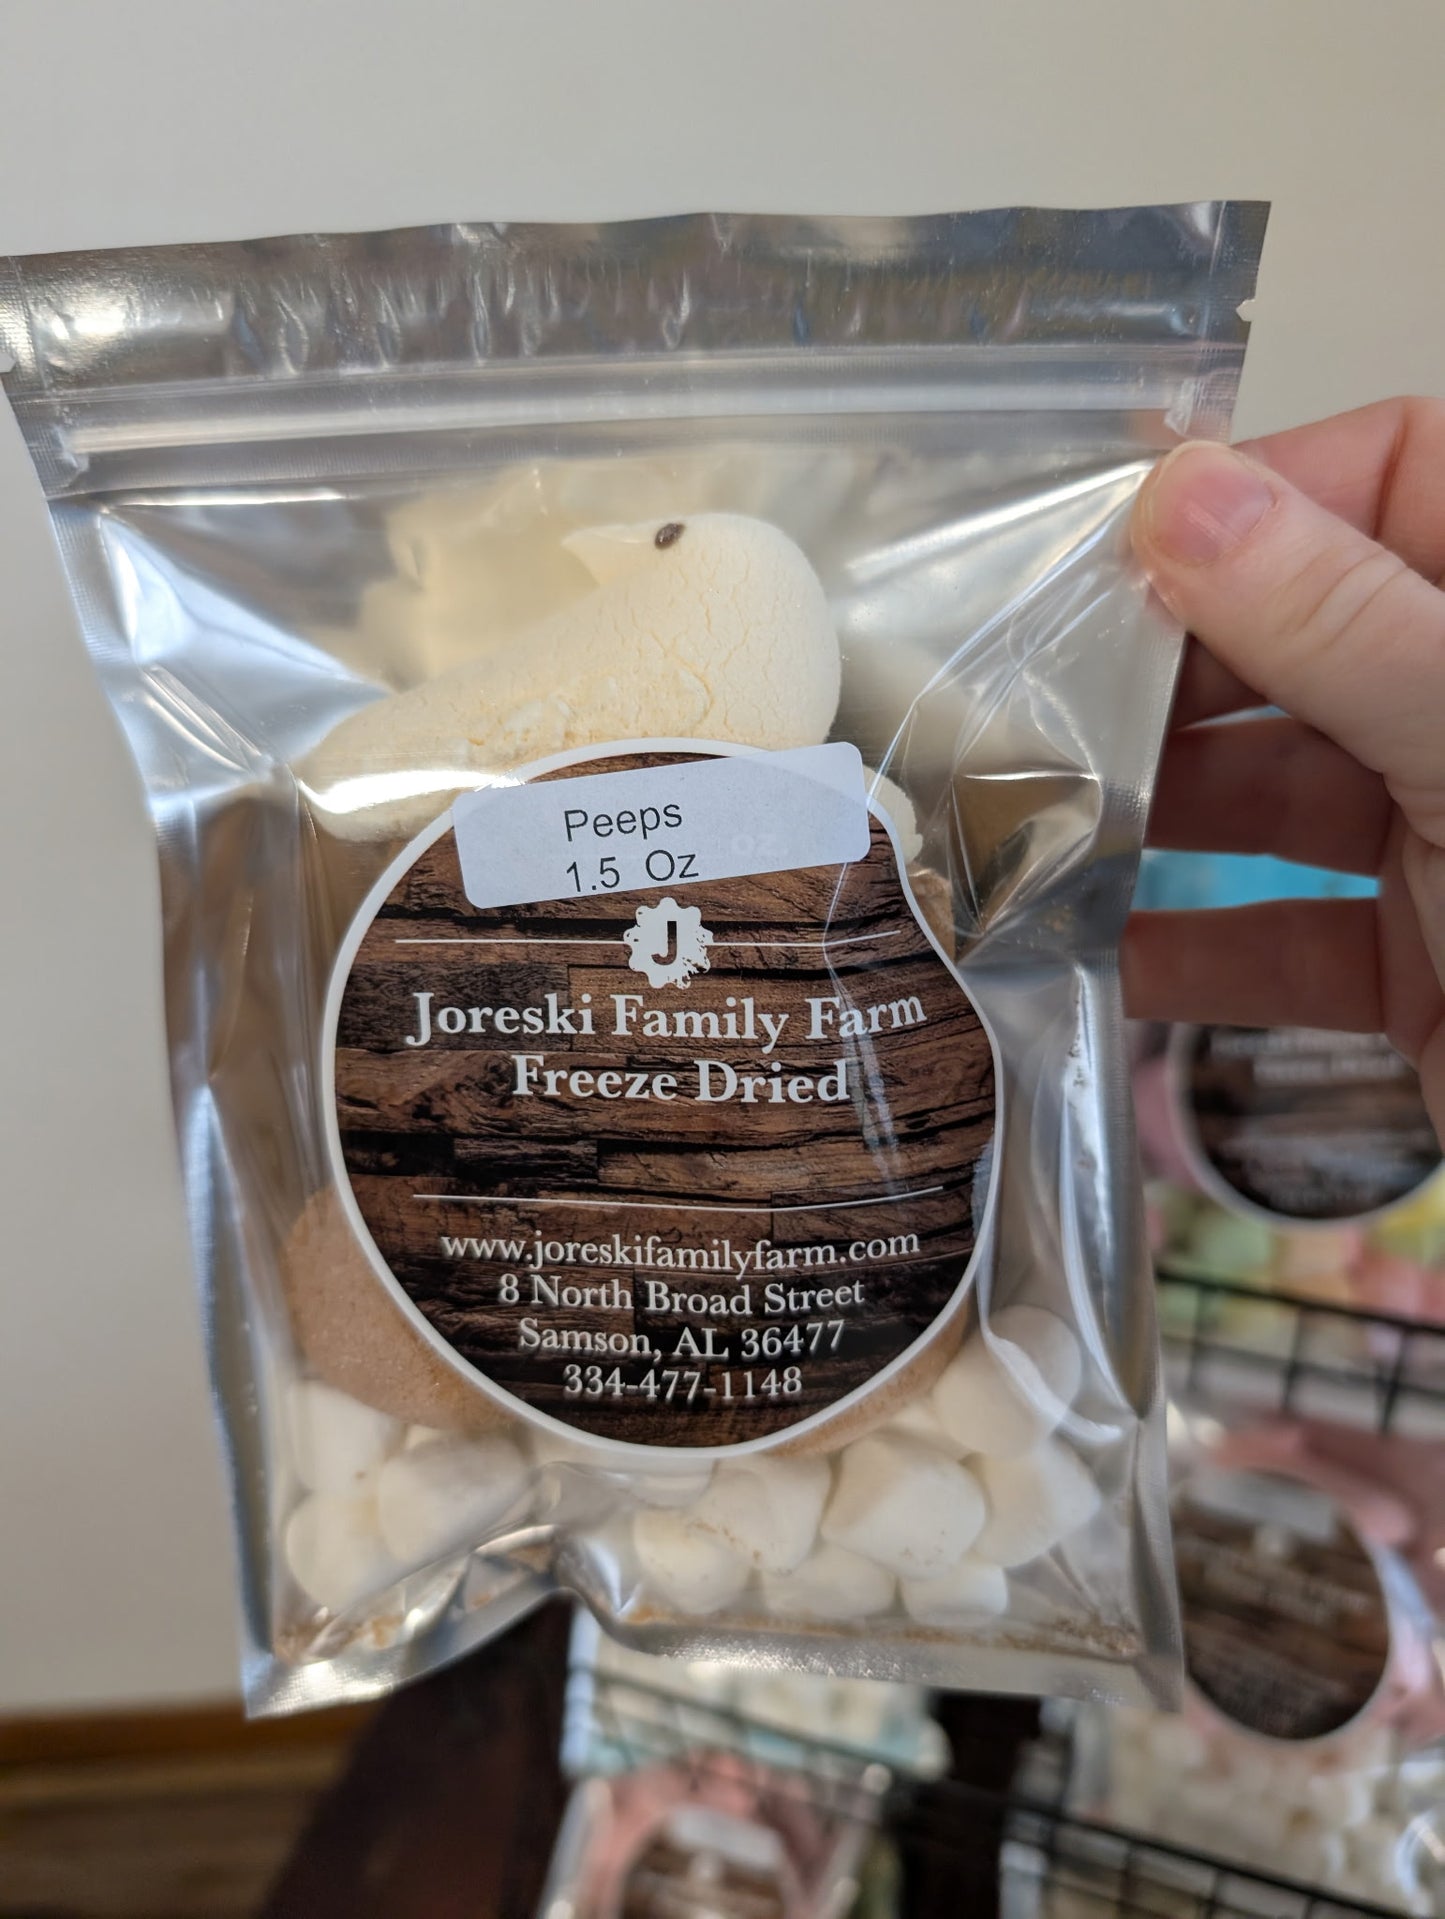 Peeps
1.5 Oz
J
Joreski Family Farm
Freeze Dried
www.joreskifamilyfarm.com
8 North Broad Street
Samson, AL 36477
334-477-1148